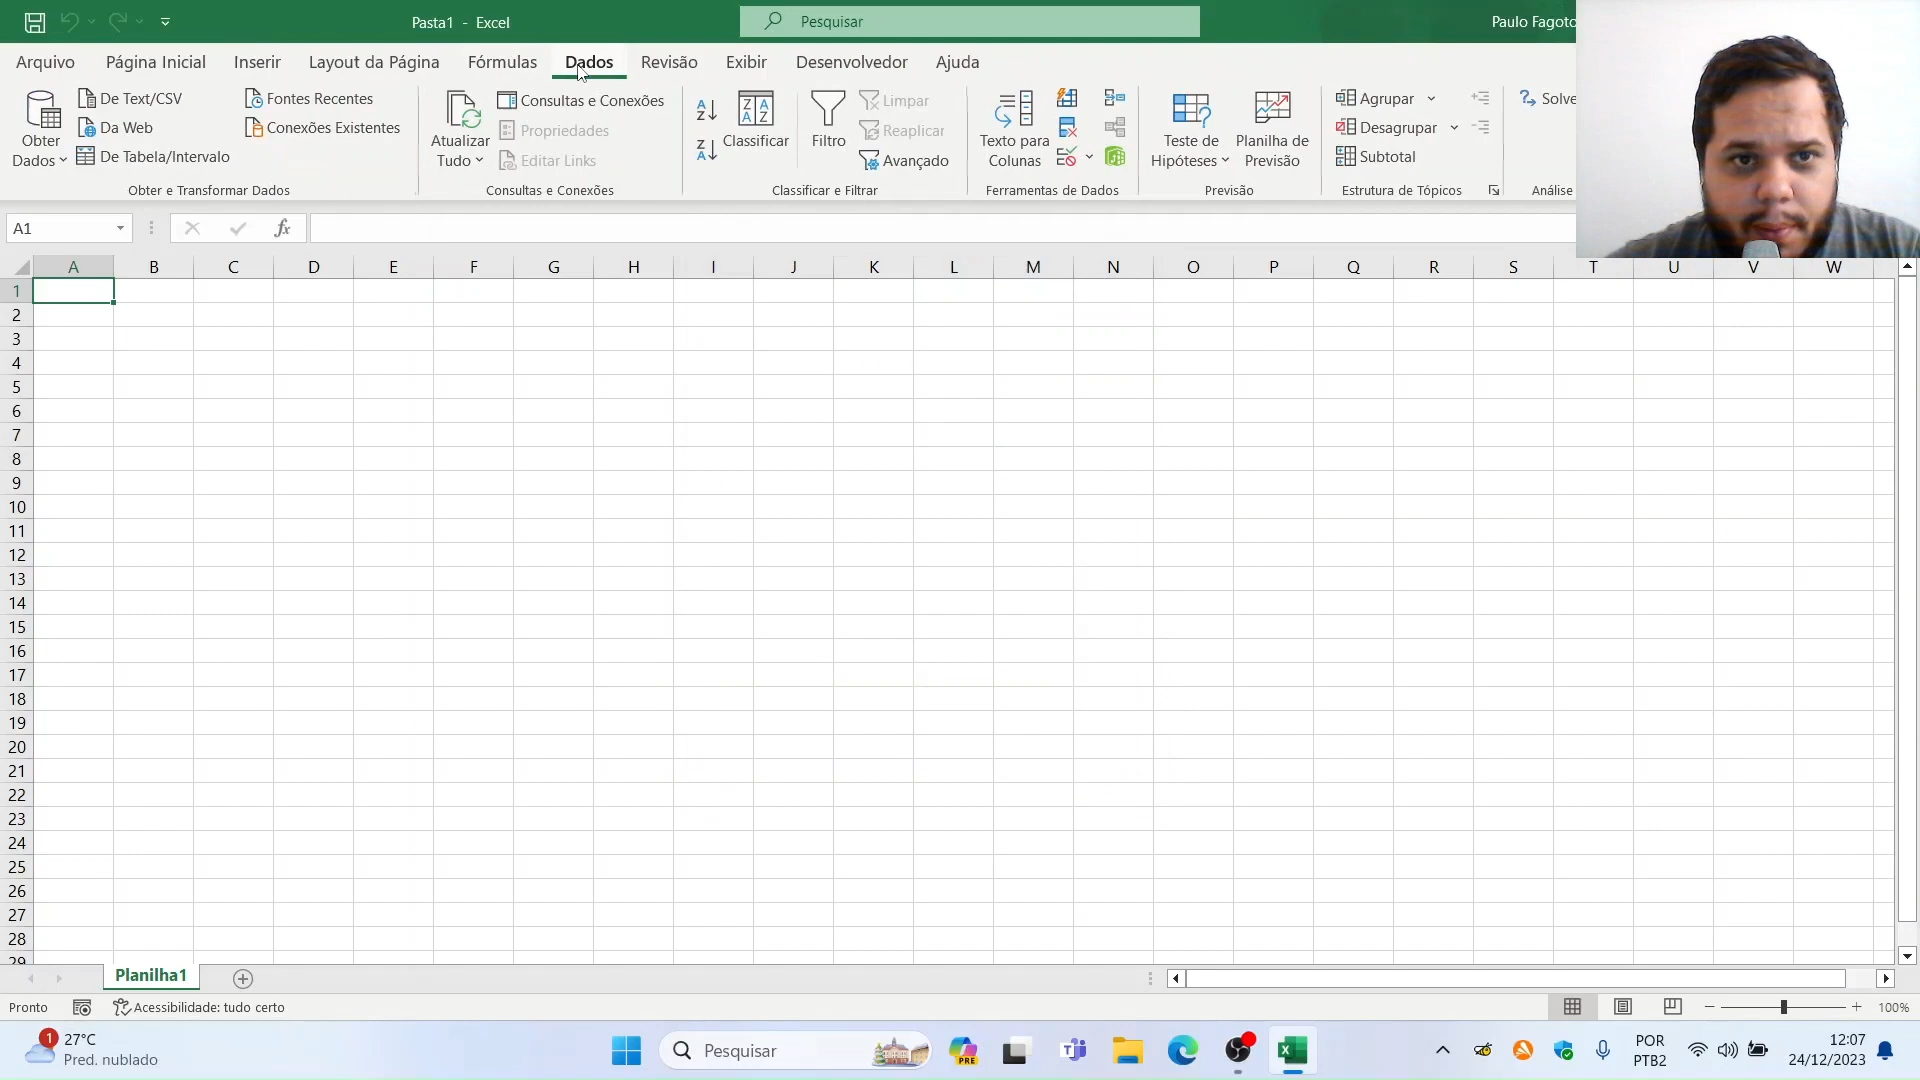 Pasta1 - Excel
Pesquisar
Paulo Fagoto
Arquivo Página Inicial Inserir Layout da Página Fórmulas Dados Revisão Exibir Desenvolvedor Ajuda
Obter Dados
De Text/CSV
Da Web
De Tabela/Intervalo
Fontes Recentes
Conexões Existentes
Obter e Transformar Dados
Atualizar Tudo
Consultas e Conexões
Propriedades
Editar Links
Consultas e Conexões
Classificar
Filtro
Limpar
Reaplicar
Avançado
Classificar e Filtrar
Texto para Colunas
Ferramentas de Dados
Teste de Hipóteses
Planilha de Previsão
Previsão
Agrupar
Desagrupar
Subtotal
Estrutura de Tópicos
Solve
Análise
A1
fx
A B C D E F G H I J K L M N O P Q R S T U V W
1
2
3
4
5
6
7
8
9
10
11
12
13
14
15
16
17
18
19
20
21
22
23
24
25
26
27
28
29
Planilha1
Pronto
Acessibilidade: tudo certo
100%
1
27°C
Pred. nublado
Pesquisar
PRE
POR
PTB2
12:07
24/12/2023